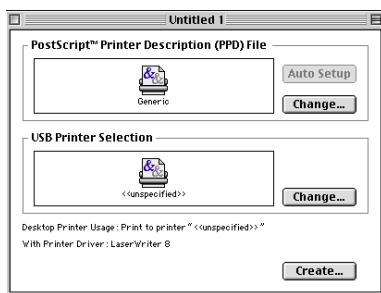 Untitled 1
PostScript™ Printer Description (PPD) File
Generic
Auto Setup
Change...
USB Printer Selection
<<unspecified>>
Change...
Desktop Printer Usage: Print to printer "<<unspecified>>"
With Printer Driver: LaserWriter 8
Create...